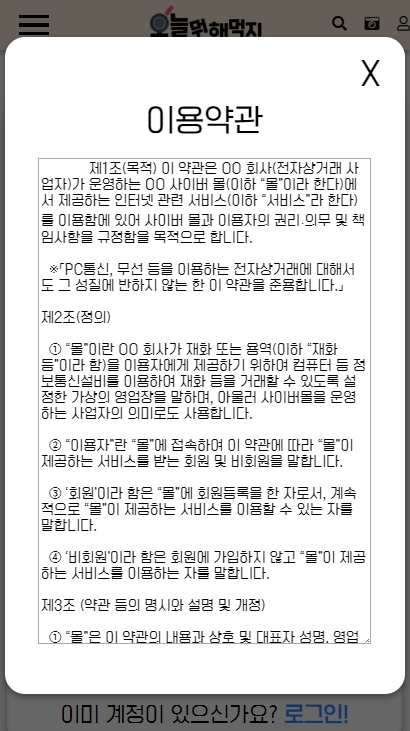 오늘뭐해먹지
X
이용약관
제1조(목적) 이 약관은 OO 회사(전자상거래 사
업자)가 운영하는 OO 사이버 몰(이하 “몰”이라 한다)에
서 제공하는 인터넷 관련 서비스(이하 “서비스”라 한다)
를 이용함에 있어 사이버 몰과 이용자의 권리·의무 및 책
임사항을 규정함을 목적으로 합니다.
※「PC통신, 무선 등을 이용하는 전자상거래에 대해서
도 그 성질에 반하지 않는 한 이 약관을 준용합니다.」
제2조(정의)
① “몰”이란 OO 회사가 재화 또는 용역(이하 “재화
등”이라 함)을 이용자에게 제공하기 위하여 컴퓨터 등 정
보통신설비를 이용하여 재화 등을 거래할 수 있도록 설
정한 가상의 영업장을 말하며, 아울러 사이버몰을 운영
하는 사업자의 의미로도 사용합니다.
② “이용자”란 “몰”에 접속하여 이 약관에 따라 “몰”이
제공하는 서비스를 받는 회원 및 비회원을 말합니다.
③ ‘회원’이라 함은 “몰”에 회원등록을 한 자로서, 계속
적으로 “몰”이 제공하는 서비스를 이용할 수 있는 자를
말합니다.
④ ‘비회원’이라 함은 회원에 가입하지 않고 “몰”이 제공
하는 서비스를 이용하는 자를 말합니다.
제3조 (약관 등의 명시와 설명 및 개정)
① “몰”은 이 약관의 내용과 상호 및 대표자 성명, 영업
이미 계정이 있으신가요? 로그인!